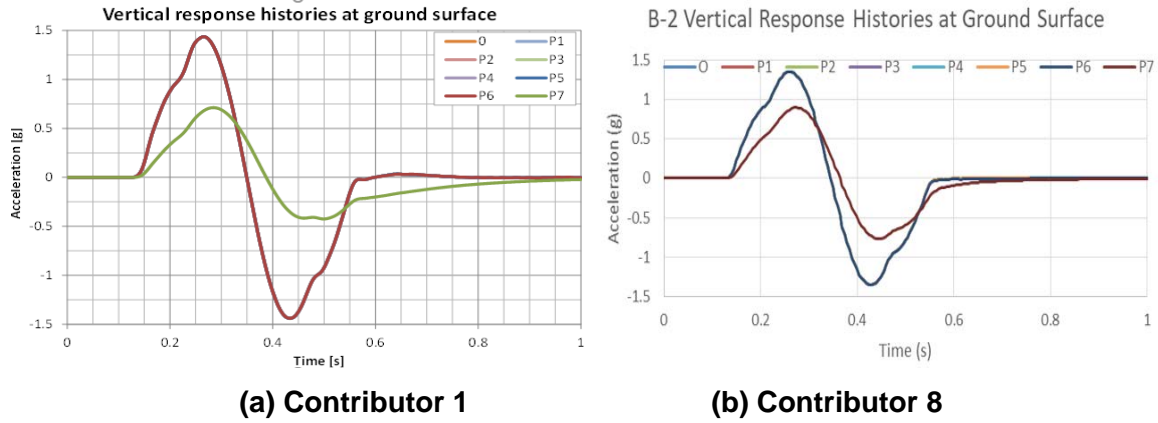 Vertical response histories at ground surface
1.5
1
0.5
0
-0.5
-1
-1.5
Acceleration [g]
0 P1
P2 P3
P4 P5
P6 P7
0 0.2 0.4 0.6 0.8 1
Time [s]
(a) Contributor 1
B-2 Vertical Response Histories at Ground Surface
1.5
1
0.5
0
-0.5
-1
-1.5
Acceleration (g)
O P1 P2 P3 P4 P5 P6 P7
0 0.2 0.4 0.6 0.8 1
Time (s)
(b) Contributor 8